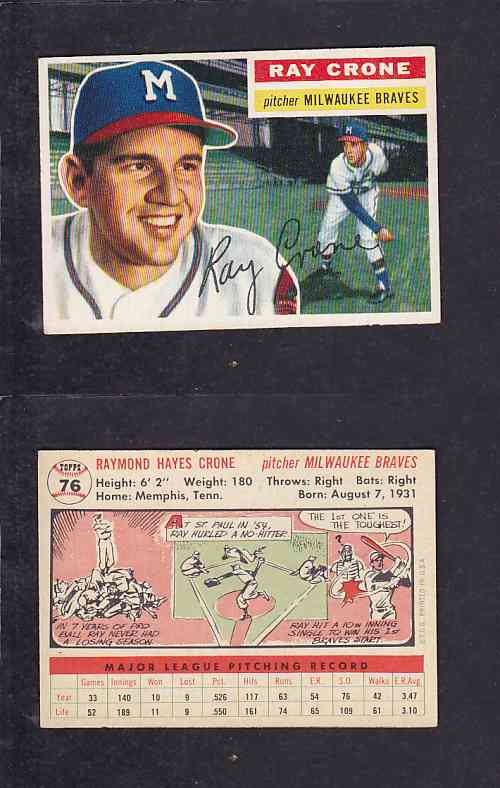 M
RAY CRONE
pitcher MILWAUKEE BRAVES
M
Ray Crone
TOPPS
76
RAYMOND HAYES CRONE pitcher MILWAUKEE BRAVES
Height: 6' 2" Weight: 180 Throws: Right Bats: Right
Home: Memphis, Tenn. Born: August 7, 1931
AT ST PAUL IN '54,
RAY HURLED A NO-HITTER.
THE 1ST ONE IS
THE TOUGHEST!
?
IN 7 YEARS OF PRO
BALL RAY NEVER HAD
A LOSING SEASON.
RAY HIT A 10TH INNING
SINGLE TO WIN HIS 1ST
BRAVES START.
©T.C.G. PRINTED IN U.S.A.
MAJOR LEAGUE PITCHING RECORD
Games Innings Won Lost Pct. Hits Runs E.R. S.O. Walks E.R.Avg.
Year 33 140 10 9 .526 117 63 54 76 42 3.47
Life 52 189 11 9 .550 161 74 65 109 61 3.10